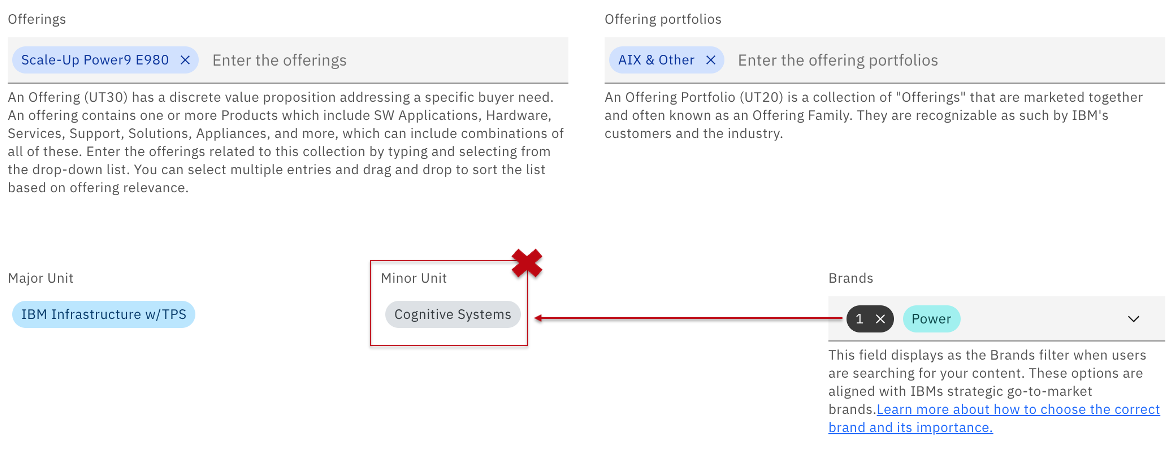 Offerings
Scale-Up Power9 E980 × Enter the offerings
An Offering (UT30) has a discrete value proposition addressing a specific buyer need.
An offering contains one or more Products which include SW Applications, Hardware,
Services, Support, Solutions, Appliances, and more, which can include combinations of
all of these. Enter the offerings related to this collection by typing and selecting from
the drop-down list. You can select multiple entries and drag and drop to sort the list
based on offering relevance.
Offering portfolios
AIX & Other × Enter the offering portfolios
An Offering Portfolio (UT20) is a collection of "Offerings" that are marketed together
and often known as an Offering Family. They are recognizable as such by IBM's
customers and the industry.
Major Unit
IBM Infrastructure w/TPS
Minor Unit
Cognitive Systems
Brands
1 × Power
This field displays as the Brands filter when users
are searching for your content. These options are
aligned with IBMs strategic go-to-market
brands.Learn more about how to choose the correct
brand and its importance.